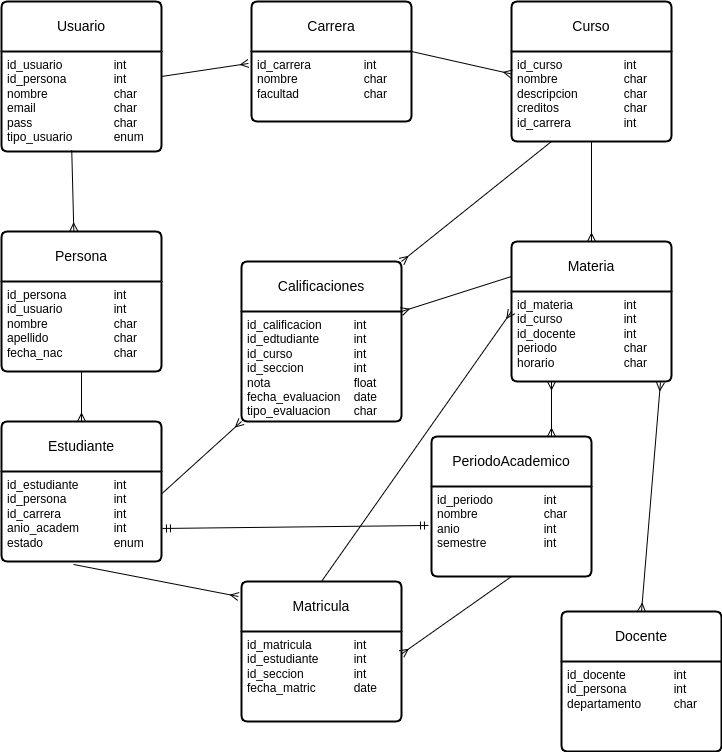 Usuario
id_usuario int
id_persona int
nombre char
email char
pass char
tipo_usuario enum
Carrera
id_carrera int
nombre char
facultad char
Curso
id_curso int
nombre char
descripcion char
creditos char
id_carrera int
Persona
id_persona int
id_usuario int
nombre char
apellido char
fecha_nac char
Calificaciones
id_calificacion int
id_edtudiante int
id_curso int
id_seccion int
nota float
fecha_evaluacion date
tipo_evaluacion char
Materia
id_materia int
id_curso int
id_docente int
periodo char
horario char
Estudiante
id_estudiante int
id_persona int
id_carrera int
anio_academ int
estado enum
PeriodoAcademico
id_periodo int
nombre char
anio int
semestre int
Matricula
id_matricula int
id_estudiante int
id_seccion int
fecha_matric date
Docente
id_docente int
id_persona int
departamento char